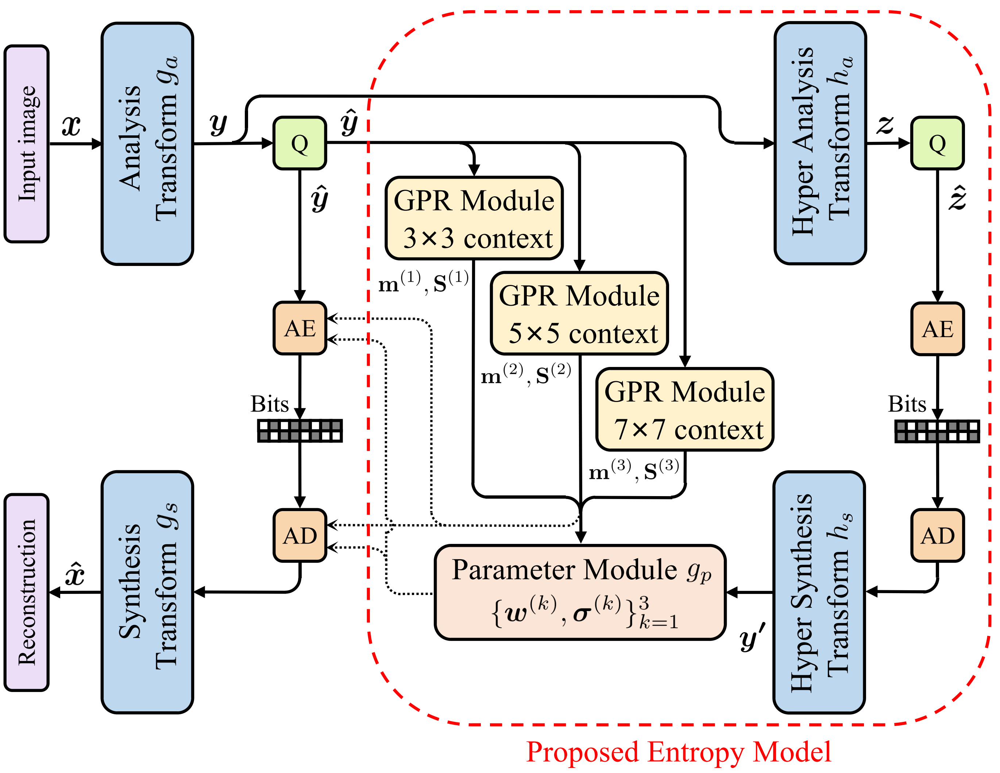 Input image
x
Analysis
Transform g_a
y
Q
ŷ
ŷ
GPR Module
3×3 context
m^(1), S^(1)
GPR Module
5×5 context
m^(2), S^(2)
GPR Module
7×7 context
m^(3), S^(3)
Hyper Analysis
Transform h_a
z
Q
ẑ
AE
AE
Bits
Bits
AD
AD
Parameter Module g_p
{w^(k), σ^(k)}_{k=1}^3
y′
Hyper Synthesis
Transform h_s
Synthesis
Transform g_s
x̂
Reconstruction
Proposed Entropy Model